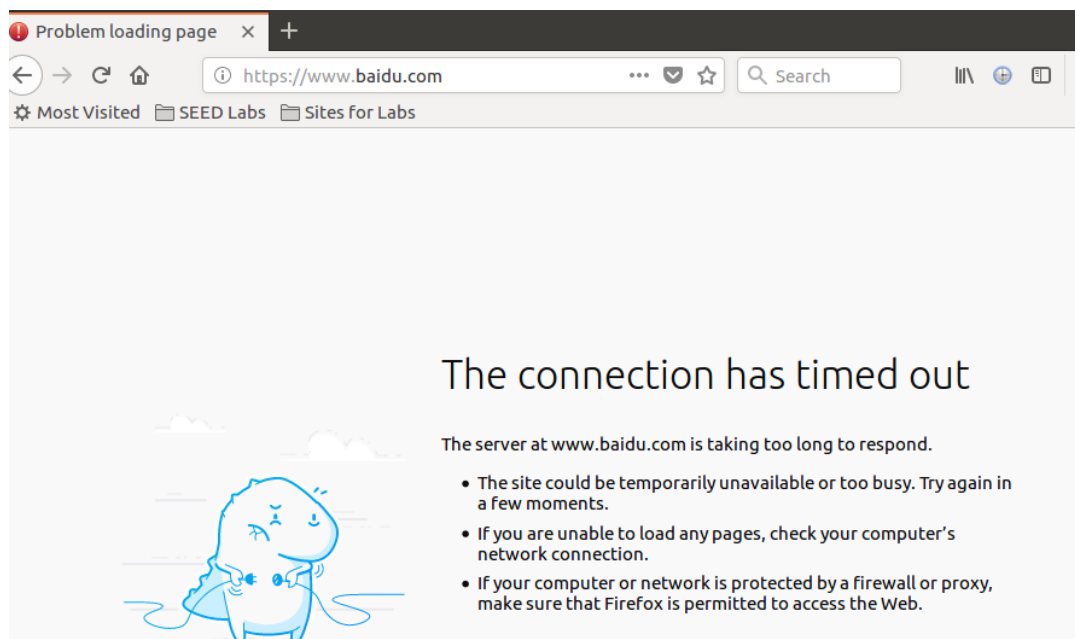 Problem loading page
https://www.baidu.com
Search
Most Visited SEED Labs Sites for Labs
The connection has timed out
The server at www.baidu.com is taking too long to respond.
• The site could be temporarily unavailable or too busy. Try again in
a few moments.
• If you are unable to load any pages, check your computer's
network connection.
• If your computer or network is protected by a firewall or proxy,
make sure that Firefox is permitted to access the Web.